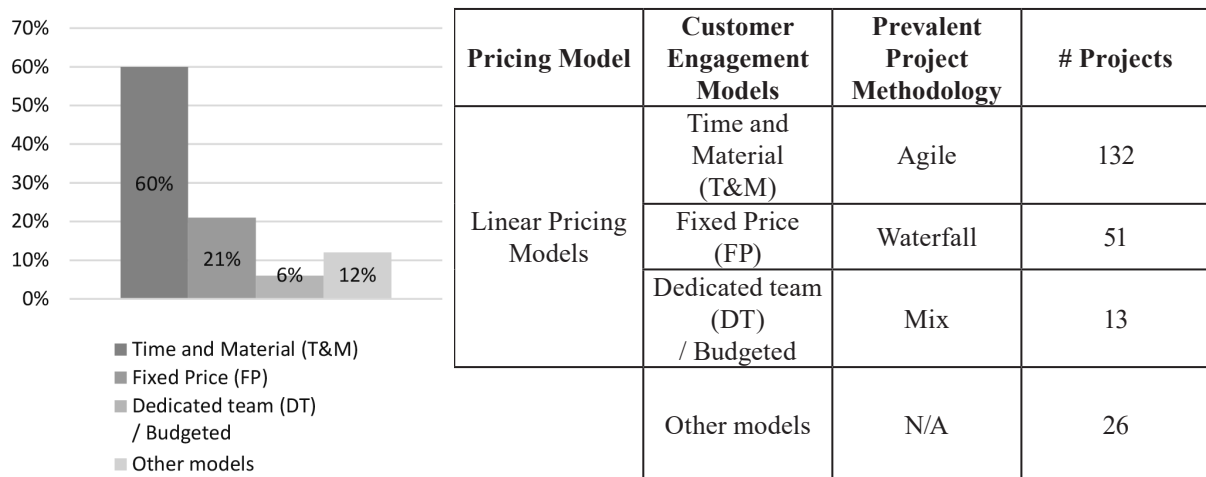 70%
60%
50%
40%
30%
20%
10%
0%
60%
21%
6%
12%
Time and Material (T&M)
Fixed Price (FP)
Dedicated team (DT)
/ Budgeted
Other models
Pricing Model
Customer
Engagement
Models
Prevalent
Project
Methodology
# Projects
Linear Pricing
Models
Time and
Material
(T&M)
Agile
132
Fixed Price
(FP)
Waterfall
51
Dedicated team
(DT)
/ Budgeted
Mix
13
Other models
N/A
26